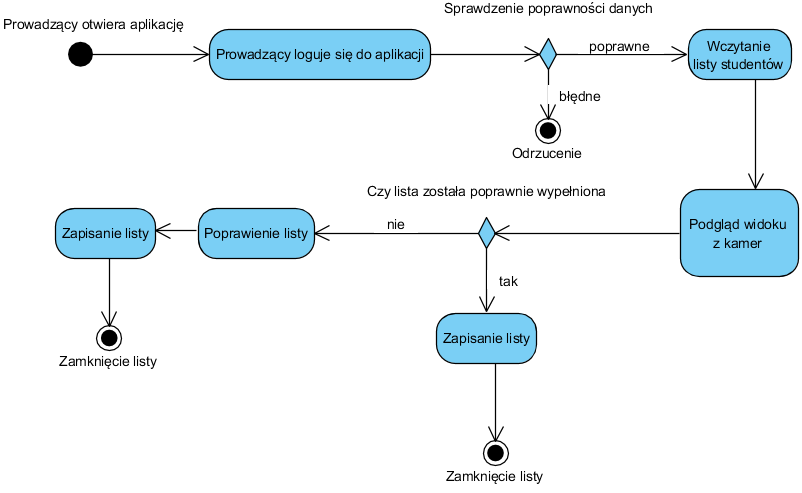 Prowadzący otwiera aplikację
Sprawdzenie poprawności danych
Prowadzący loguje się do aplikacji
poprawne
Wczytanie
listy studentów
błędne
Odrzucenie
Czy lista została poprawnie wypełniona
Zapisanie listy
Poprawienie listy
nie
Podgląd widoku
z kamer
tak
Zapisanie listy
Zamknięcie listy
Zamknięcie listy